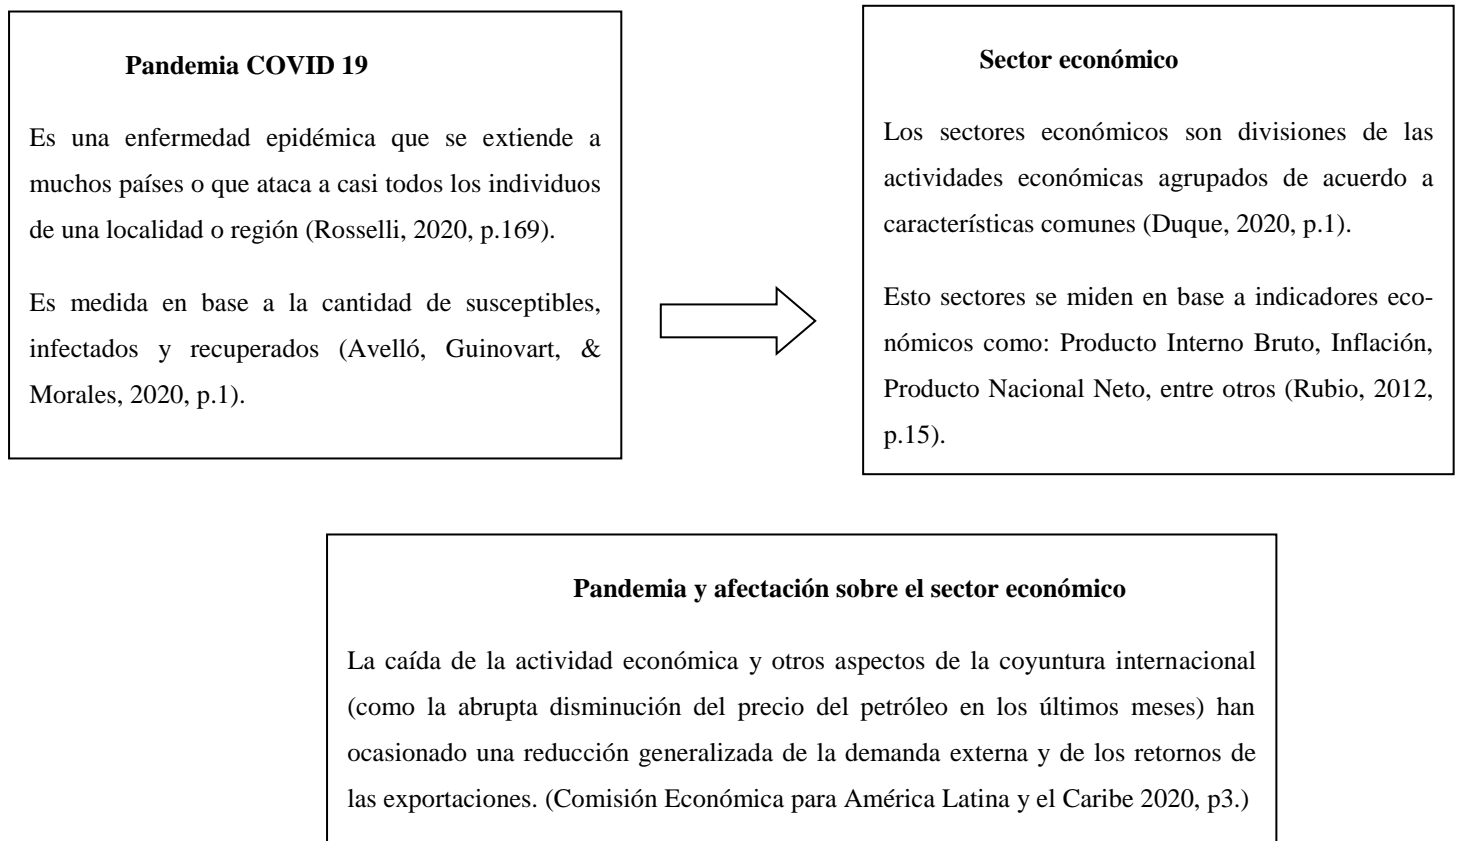 Pandemia COVID 19
Es una enfermedad epidémica que se extiende a
muchos países o que ataca a casi todos los individuos
de una localidad o región (Rosselli, 2020, p.169).
Es medida en base a la cantidad de susceptibles,
infectados y recuperados (Avelló, Guinovart, &
Morales, 2020, p.1).
Sector económico
Los sectores económicos son divisiones de las
actividades económicas agrupados de acuerdo a
características comunes (Duque, 2020, p.1).
Esto sectores se miden en base a indicadores eco-
nómicos como: Producto Interno Bruto, Inflación,
Producto Nacional Neto, entre otros (Rubio, 2012,
p.15).
Pandemia y afectación sobre el sector económico
La caída de la actividad económica y otros aspectos de la coyuntura internacional
(como la abrupta disminución del precio del petróleo en los últimos meses) han
ocasionado una reducción generalizada de la demanda externa y de los retornos de
las exportaciones. (Comisión Económica para América Latina y el Caribe 2020, p3.)